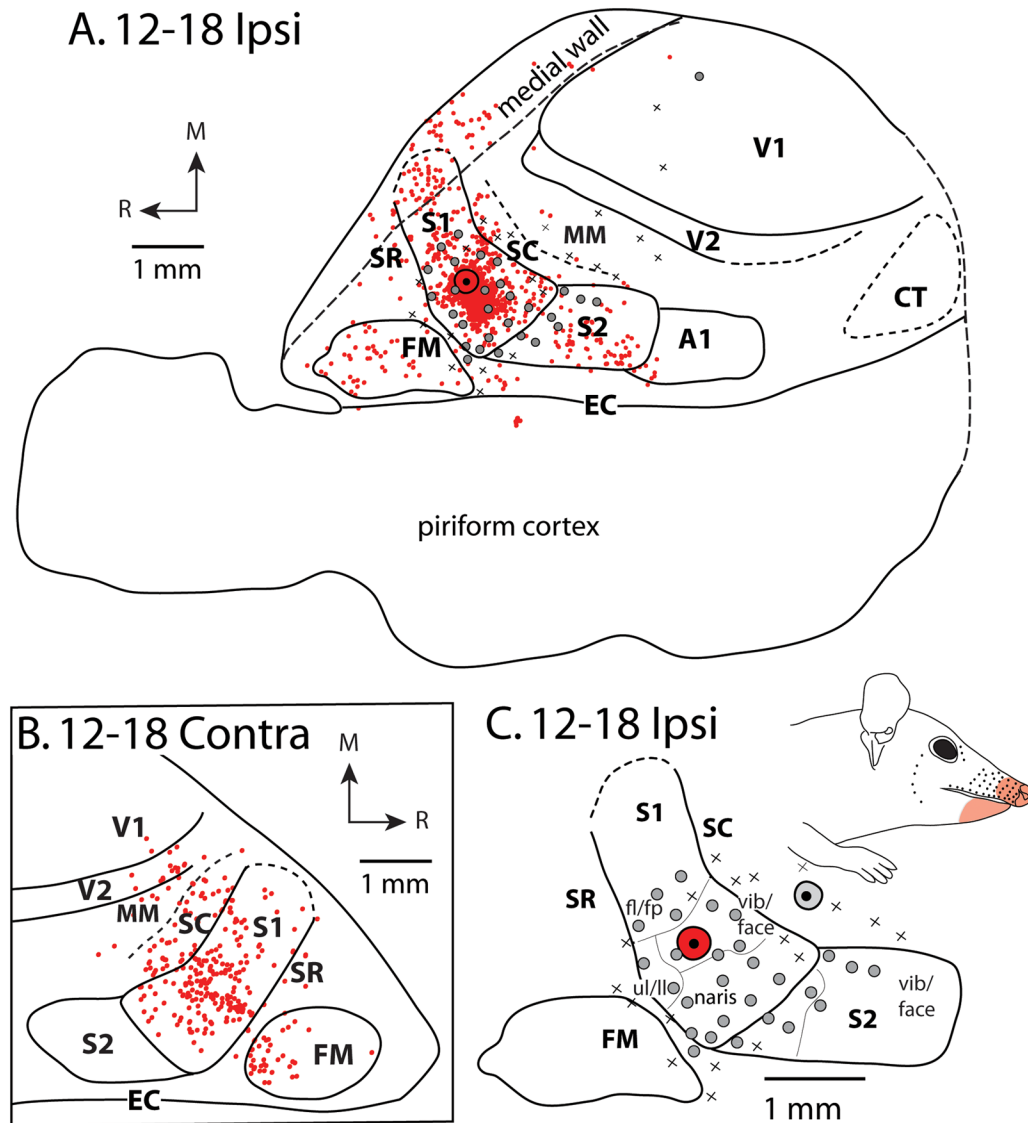 A. 12-18 Ipsi
medial wall
M
R
1 mm
V1
S1
SC
MM
V2
SR
CT
S2
A1
FM
EC
piriform cortex
B. 12-18 Contra
M
R
1 mm
V1
V2
MM
SC
S1
SR
S2
FM
EC
C. 12-18 Ipsi
S1
SC
SR
fl/fp
vib/
face
ul/ll
naris
vib/
face
S2
FM
1 mm